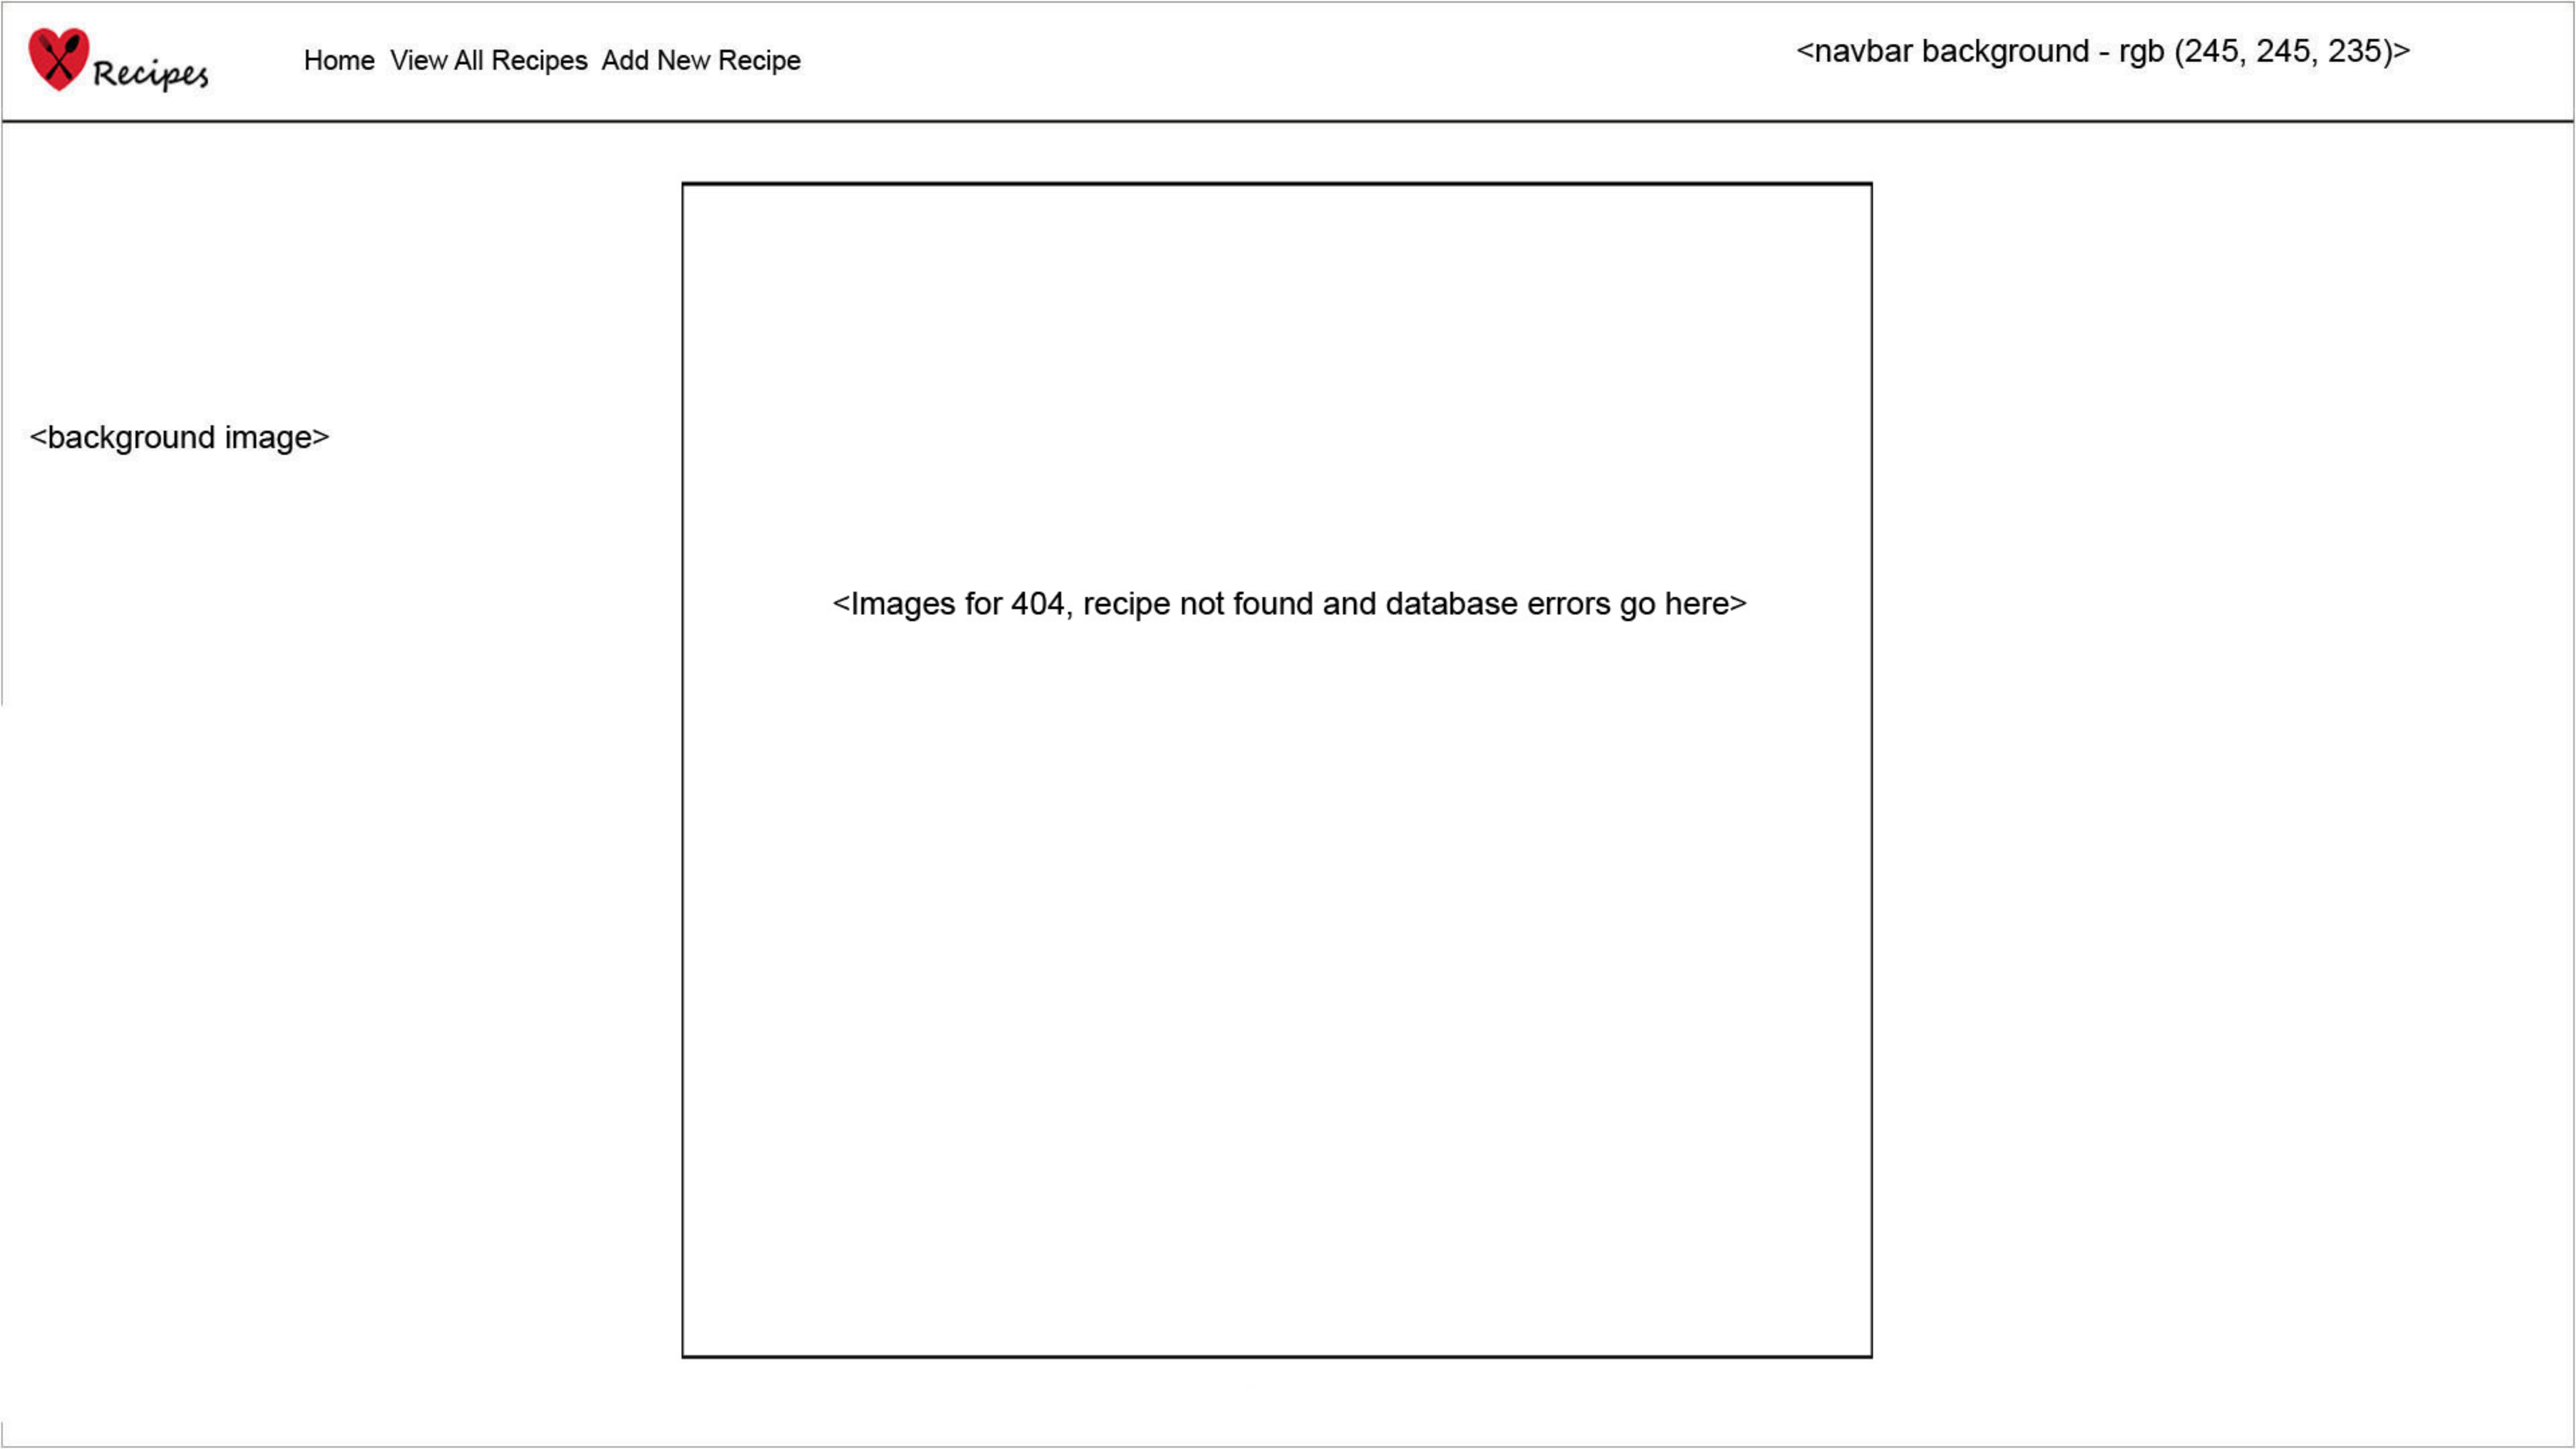 Recipes
Home View All Recipes Add New Recipe
<navbar background - rgb (245, 245, 235)>
<background image>
<Images for 404, recipe not found and database errors go here>